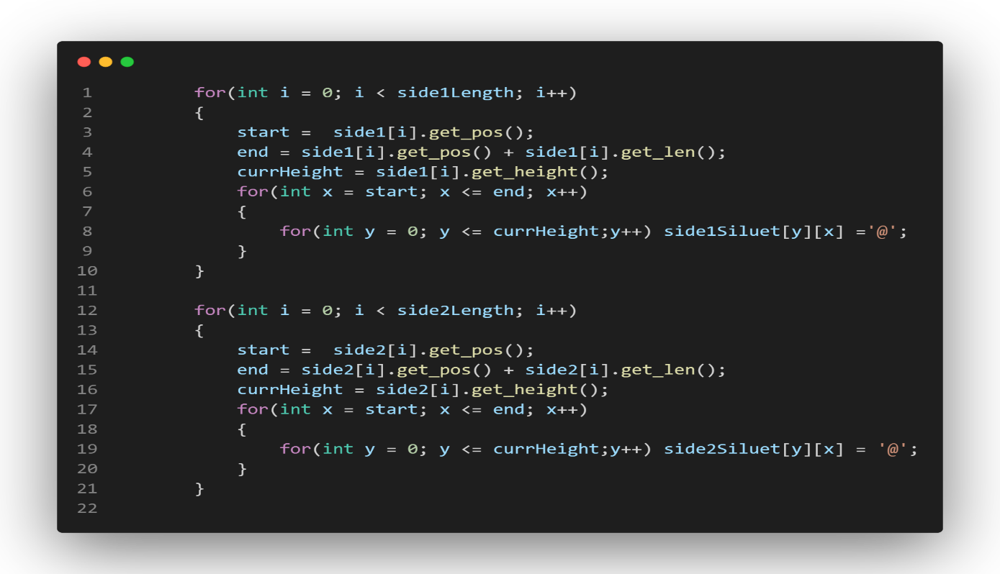 1 for(int i = 0; i < side1Length; i++)
2 {
3     start =  side1[i].get_pos();
4     end = side1[i].get_pos() + side1[i].get_len();
5     currHeight = side1[i].get_height();
6     for(int x = start; x <= end; x++)
7     {
8         for(int y = 0; y <= currHeight;y++) side1Siluet[y][x] ='@';
9     }
10 }
11
12 for(int i = 0; i < side2Length; i++)
13 {
14     start =  side2[i].get_pos();
15     end = side2[i].get_pos() + side2[i].get_len();
16     currHeight = side2[i].get_height();
17     for(int x = start; x <= end; x++)
18     {
19         for(int y = 0; y <= currHeight;y++) side2Siluet[y][x] = '@';
20     }
21 }
22